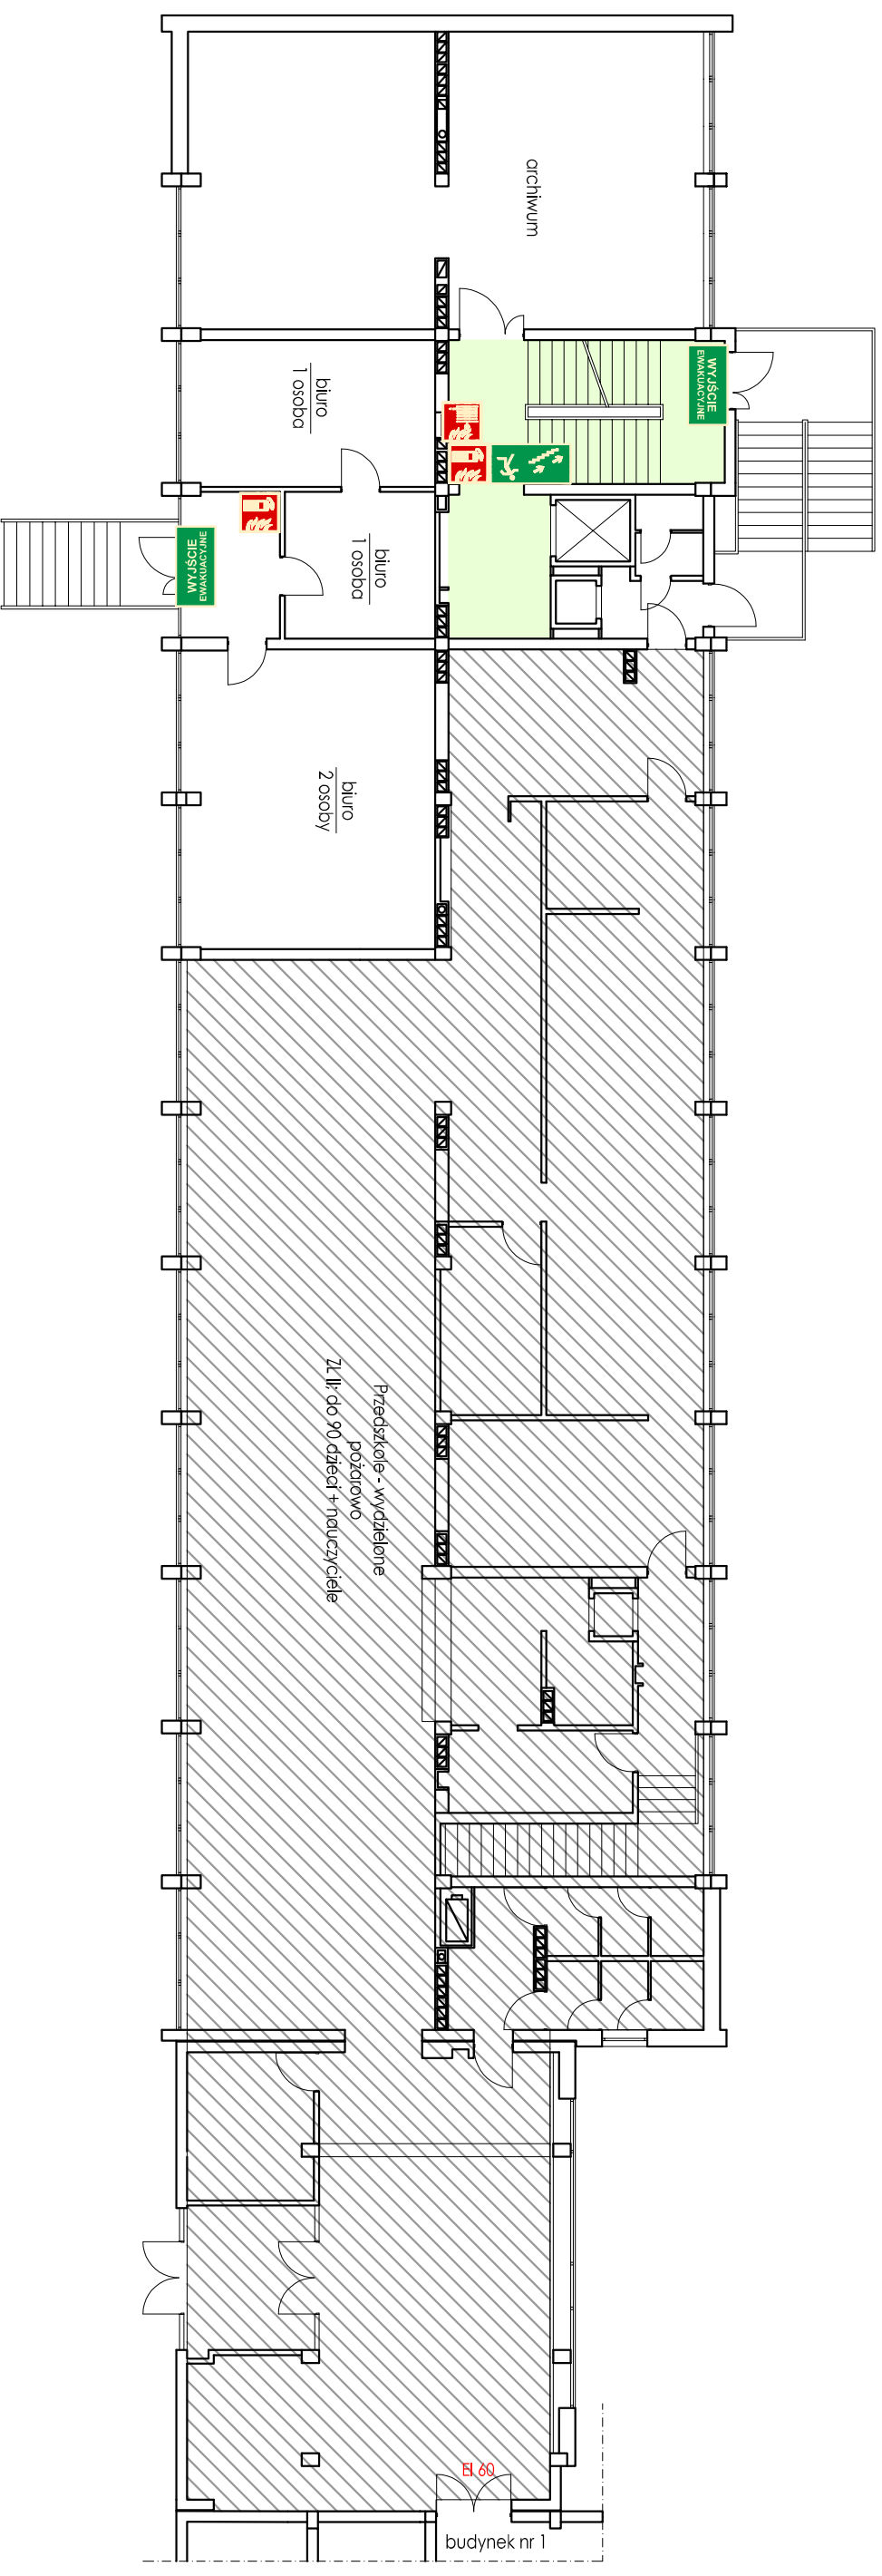 archiwum
WYJŚCIE
EWAKUACYJNE
biuro
1 osoba
biuro
1 osoba
WYJŚCIE
EWAKUACYJNE
biuro
2 osoby
Przedszkole - wydzielone
pożarowo
ZL II; do 90 dzieci + nauczyciele
EI 60
budynek nr 1